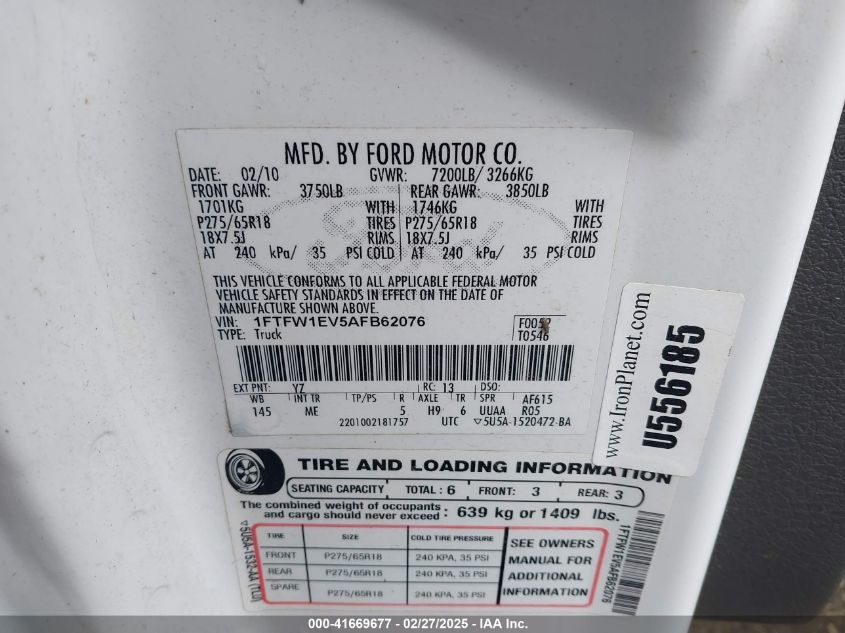 MFD. BY FORD MOTOR CO.
DATE: 02/10 GVWR: 7200LB/ 3266KG
FRONT GAWR: 3750LB REAR GAWR: 3850LB
1701KG WITH 1746KG WITH
P275/65R18 TIRES P275/65R18 TIRES
18X7.5J RIMS 18X7.5J RIMS
AT 240 kPa/ 35 PSI COLD AT 240 kPa/ 35 PSI COLD
THIS VEHICLE CONFORMS TO ALL APPLICABLE FEDERAL MOTOR
VEHICLE SAFETY STANDARDS IN EFFECT ON THE DATE OF
MANUFACTURE SHOWN ABOVE.
VIN: 1FTFW1EV5AFB62076
TYPE: Truck T0546
EXT PNT: YZ RC: 13 DSO:
WB INT TR TP/PS R AXLE TR SPR AF615
145 ME 5 H9 6 UUAA R05
2201002181757 UTC ▽5U5A-1520472-BA
www.IronPlanet.com
U556185
TIRE AND LOADING INFORMATION
SEATING CAPACITY TOTAL : 6 FRONT: 3 REAR: 3
The combined weight of occupants
and cargo should never exceed : 639 kg or 1409 lbs.
TIRE SIZE COLD TIRE PRESSURE
FRONT P275/65R18 240 KPA, 35 PSI
REAR P275/65R18 240 KPA, 35 PSI
SPARE P275/65R18 240 KPA, 35 PSI
SEE OWNERS
MANUAL FOR
ADDITIONAL
INFORMATION
▽5U5A-1532-AA (TLU)
1FTFW1EV5AFB62076
000-41669677 - 02/27/2025 - IAA Inc.